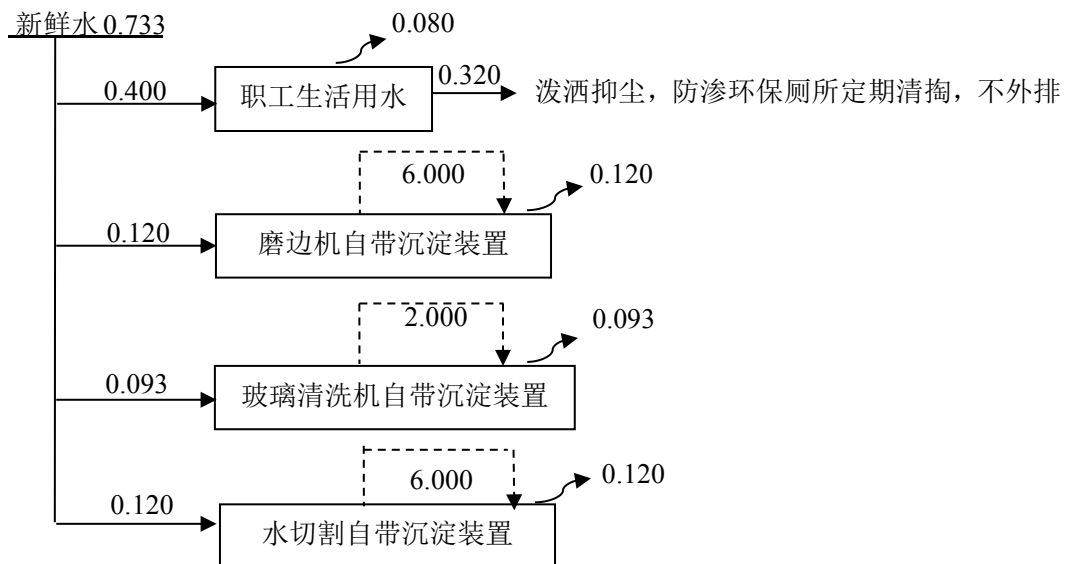 新鲜水 0.733
0.080
0.400
职工生活用水
0.320
泼洒抑尘，防渗环保厕所定期清掏，不外排
6.000
0.120
0.120
磨边机自带沉淀装置
2.000
0.093
0.093
玻璃清洗机自带沉淀装置
6.000
0.120
0.120
水切割自带沉淀装置